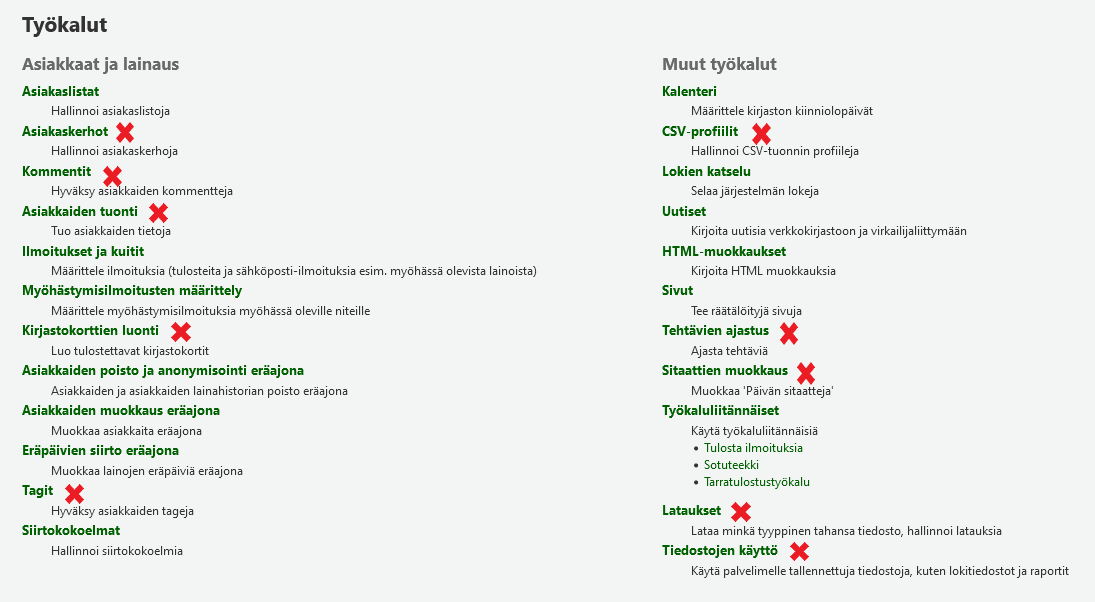 Työkalut
Asiakkaat ja lainaus
Asiakaslistat
Hallinnoi asiakaslistoja
Asiakaskerhot
Hallinnoi asiakaskerhoja
Kommentit
Hyväksy asiakkaiden kommentteja
Asiakkaiden tuonti
Tuo asiakkaiden tietoja
Ilmoitukset ja kuitit
Määrittele ilmoituksia (tulosteita ja sähköposti-ilmoituksia esim. myöhässä olevista lainoista)
Myöhästymisilmoitusten määrittely
Määrittele myöhästymisilmoituksia myöhässä oleville niteille
Kirjastokorttien luonti
Luo tulostettavat kirjastokortit
Asiakkaiden poisto ja anonymisointi eräajona
Asiakkaiden ja asiakkaiden lainahistorian poisto eräajona
Asiakkaiden muokkaus eräajona
Muokkaa asiakkaita eräajona
Eräpäivien siirto eräajona
Muokkaa lainojen eräpäiviä eräajona
Tagit
Hyväksy asiakkaiden tageja
Siirtokokoelmat
Hallinnoi siirtokokoelmia
Muut työkalut
Kalenteri
Määrittele kirjaston kiinniolopäivät
CSV-profiilit
Hallinnoi CSV-tuonnin profiileja
Lokien katselu
Selaa järjestelmän lokeja
Uutiset
Kirjoita uutisia verkkokirjastoon ja virkailijaliittymään
HTML-muokkaukset
Kirjoita HTML muokkauksia
Sivut
Tee räätälöityjä sivuja
Tehtävien ajastus
Ajasta tehtäviä
Sitaattien muokkaus
Muokkaa 'Päivän sitaatteja'
Työkaluliitännäiset
Käytä työkaluliitännäisiä
• Tulosta ilmoituksia
• Sotuteekki
• Tarratulostustyökalu
Lataukset
Lataa minkä tyyppinen tahansa tiedosto, hallinnoi latauksia
Tiedostojen käyttö
Käytä palvelimelle tallennettuja tiedostoja, kuten lokitiedostot ja raportit